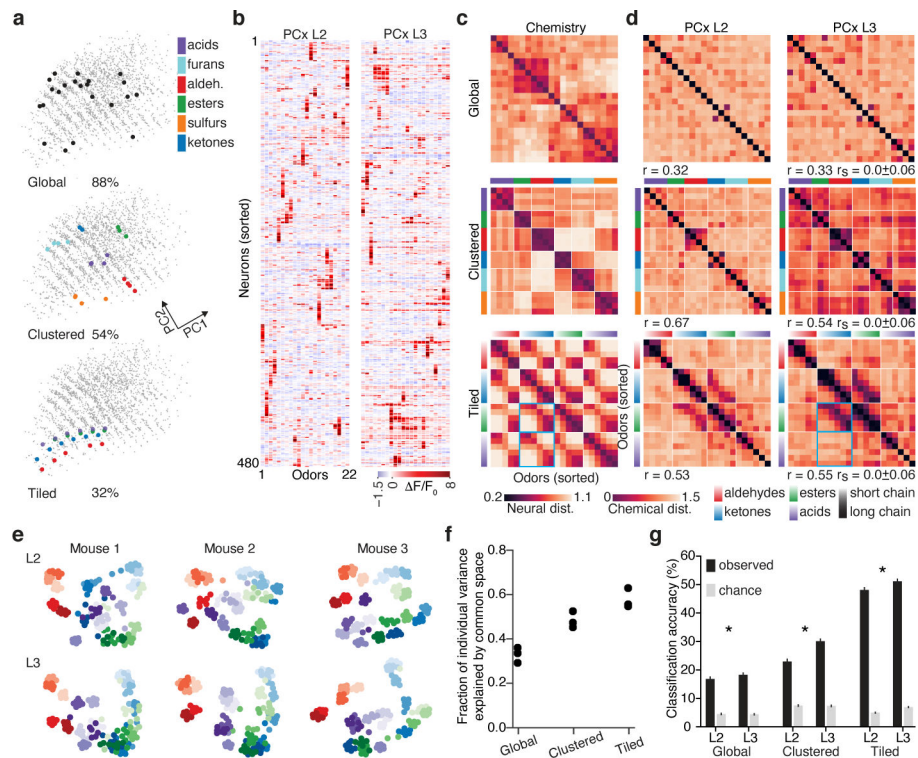 a
acids
furans
aldeh.
esters
sulfurs
ketones
Global 88%
Clustered 54%
PC2
PC1
Tiled 32%
b
PCx L2 PCx L3
1
Neurons (sorted)
480
1 Odors 22
−1.5
0
8
ΔF/F0
c
Chemistry
Global
Clustered
Tiled
Odors (sorted)
0.2 1.1
Neural dist.
0 1.5
Chemical dist.
d
PCx L2 PCx L3
r = 0.32 r = 0.33 rs = 0.0±0.06
r = 0.67 r = 0.54 rs = 0.0±0.06
Odors (sorted)
r = 0.53 r = 0.55 rs = 0.0±0.06
aldehydes esters short chain
ketones acids long chain
e
Mouse 1 Mouse 2 Mouse 3
L2
L3
f
Fraction of individual variance
explained by common space
0.8
0.6
0.4
0.2
0
Global Clustered Tiled
g
Classification accuracy (%)
60
50
40
30
20
10
0
observed
chance
* * *
L2 L3 L2 L3 L2 L3
Global Clustered Tiled